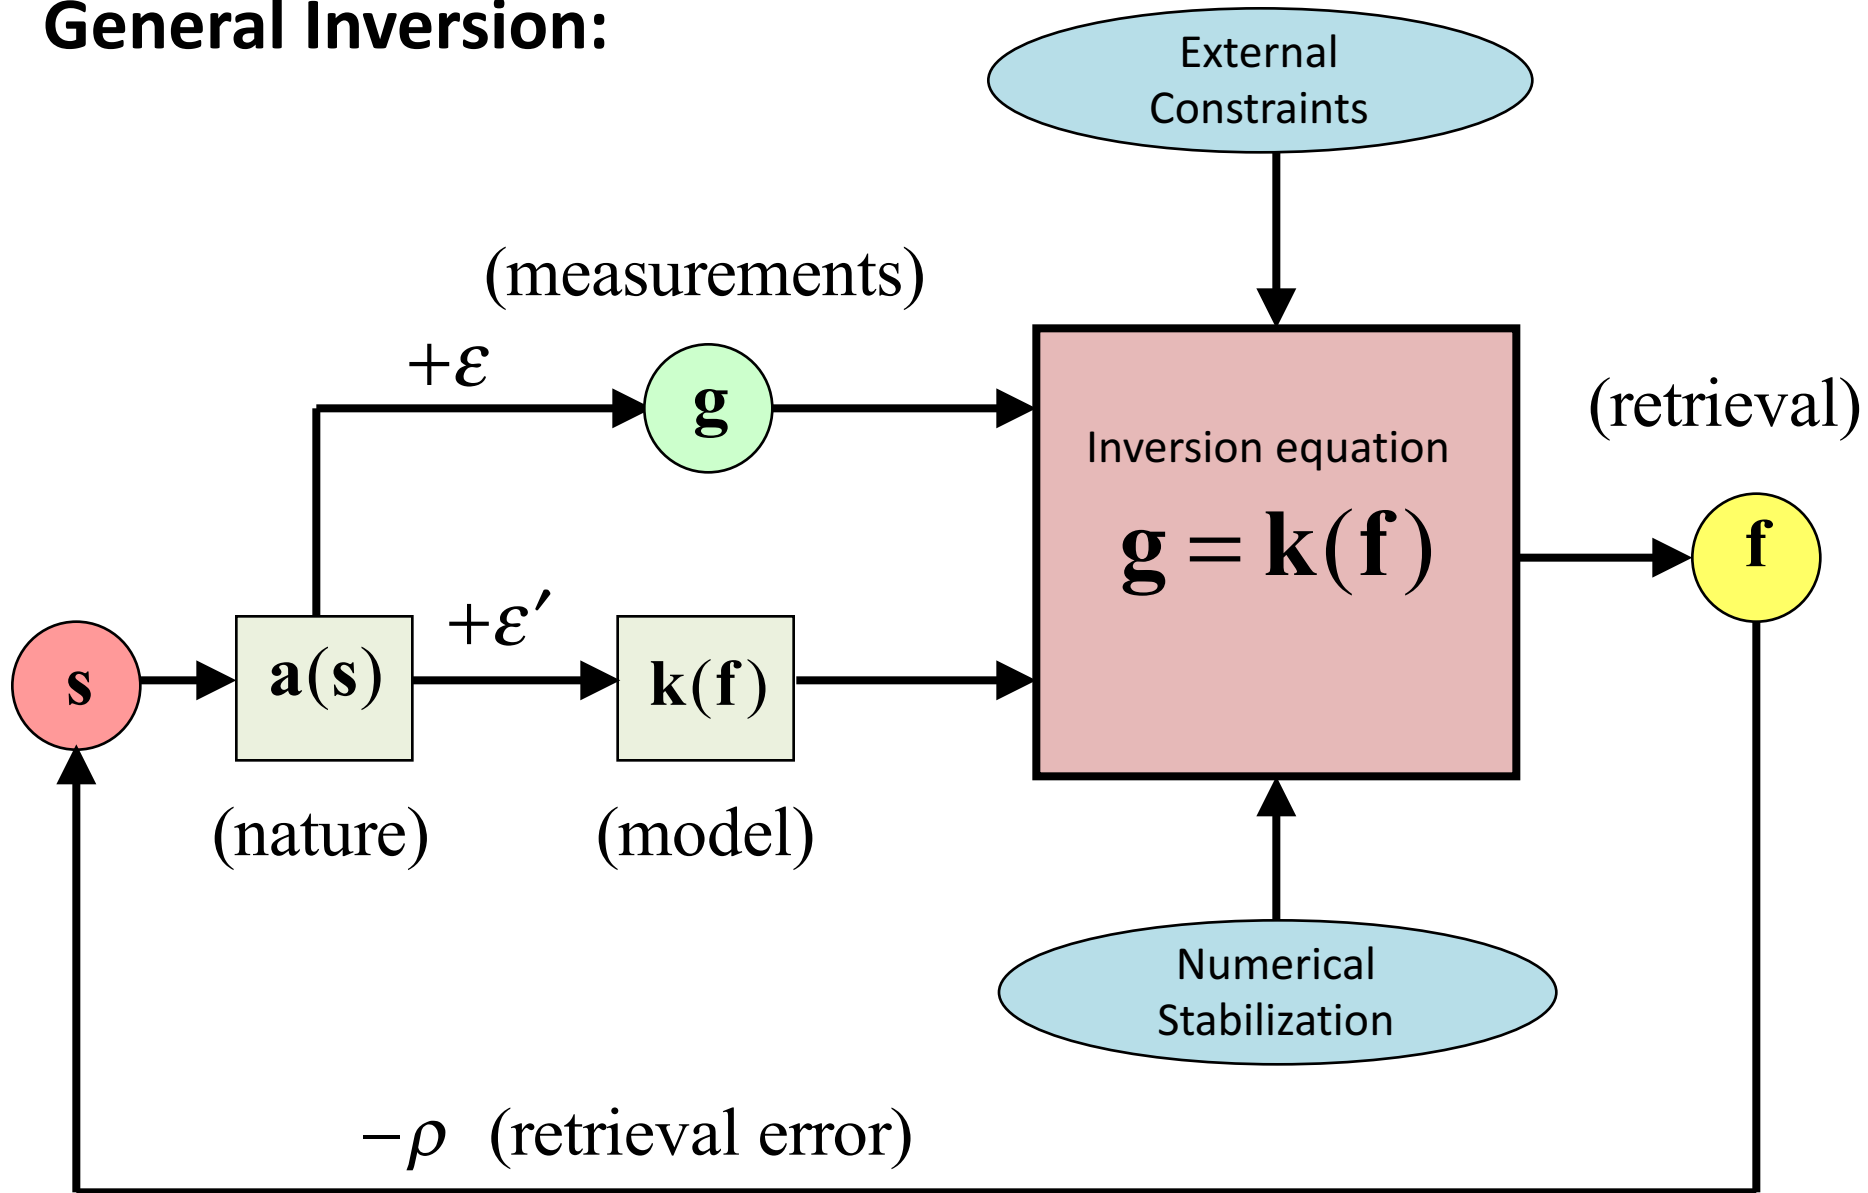 General Inversion:
External
Constraints
(measurements)
+ε
g
(retrieval)
Inversion equation
g = k(f)
f
+ε′
s
a(s)
k(f)
(nature)
(model)
Numerical
Stabilization
−ρ (retrieval error)